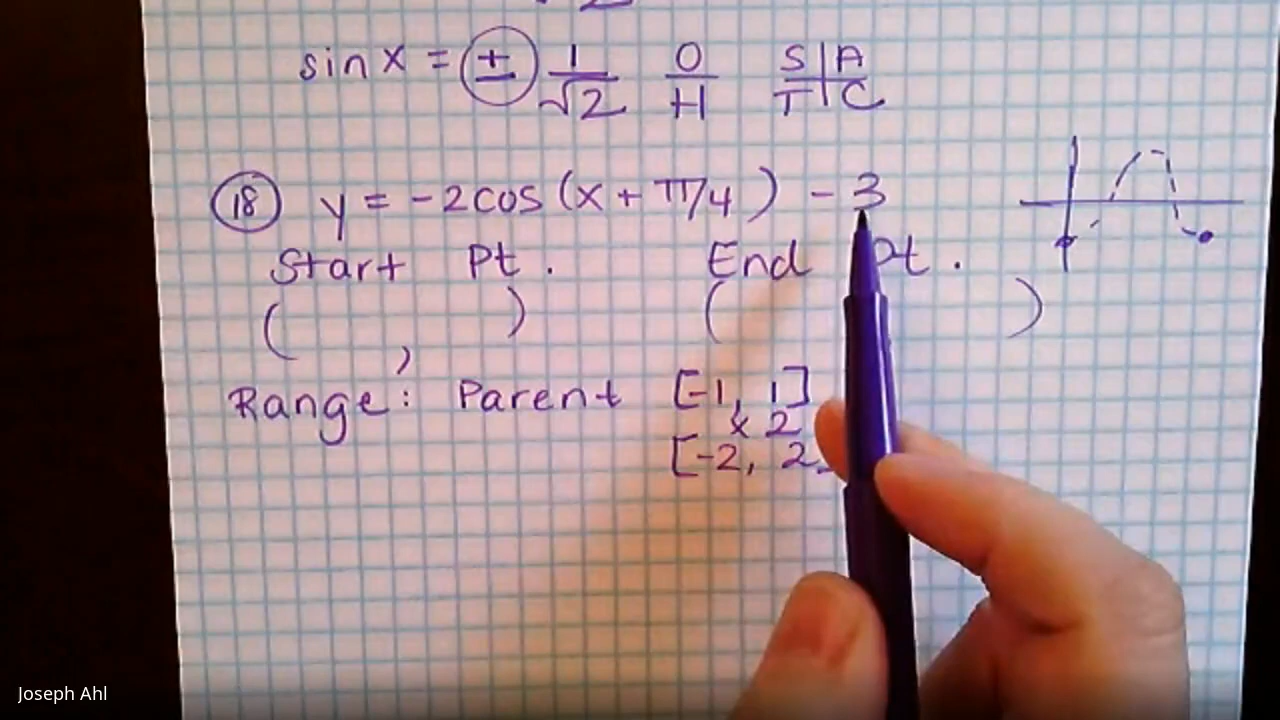 sin x = ± 1/√2 O/H S A T C
18 y = -2cos(x + π/4) - 3
Start Pt. End Pt.
( , ) ( )
Range: Parent [-1, 1]
x 2
[-2, 2
Joseph Ahl